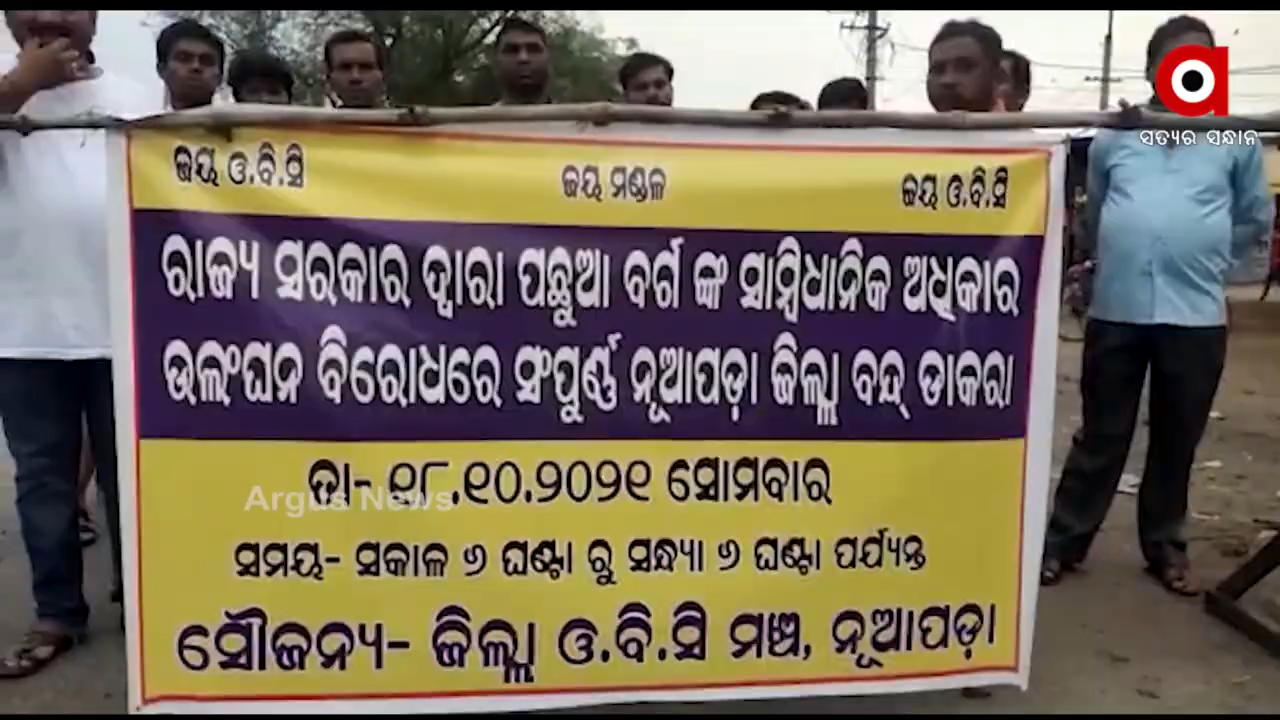 ସତ୍ୟର ସନ୍ଧାନ
ଜୟ ଓ.ବି.ସି ଜୟ ମଣ୍ଡଳ ଜୟ ଓ.ବି.ସି
ରାଜ୍ୟ ସରକାର ଦ୍ୱାରା ପଛୁଆ ବର୍ଗ ଙ୍କ ସାମ୍ବିଧାନିକ ଅଧିକାର
ଉଲଂଘନ ବିରୋଧରେ ସଂପୁର୍ଣ୍ଣ ନୂଆପଡ଼ା ଜିଲ୍ଲା ବନ୍ଦ୍ ଡାକରା
ତା- ୧୮.୧୦.୨୦୨୧ ସୋମବାର
Argus News
ସମୟ- ସକାଳ ୬ ଘଣ୍ଟା ରୁ ସନ୍ଧ୍ୟା ୬ ଘଣ୍ଟା ପର୍ଯ୍ୟନ୍ତ
ସୌଜନ୍ୟ- ଜିଲ୍ଲା ଓ.ବି.ସି ମଞ୍ଚ, ନୂଆପଡ଼ା